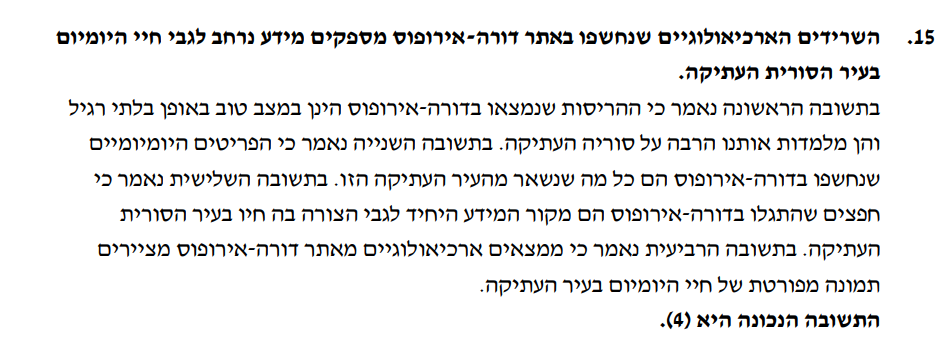 15. השרידים הארכיאולוגיים שנחשפו באתר דורה-אירופוס מספקים מידע נרחב לגבי חיי היומיום
בעיר הסורית העתיקה.
בתשובה הראשונה נאמר כי ההריסות שנמצאו בדורה-אירופוס הינן במצב טוב באופן בלתי רגיל
והן מלמדות אותנו הרבה על סוריה העתיקה. בתשובה השנייה נאמר כי הפריטים היומיומיים
שנחשפו בדורה-אירופוס הם כל מה שנשאר מהעיר העתיקה הזו. בתשובה השלישית נאמר כי
חפצים שהתגלו בדורה-אירופוס הם מקור המידע היחיד לגבי הצורה בה חיו בעיר הסורית
העתיקה. בתשובה הרביעית נאמר כי ממצאים ארכיאולוגיים מאתר דורה-אירופוס מציירים
תמונה מפורטת של חיי היומיום בעיר העתיקה.
התשובה הנכונה היא (4).